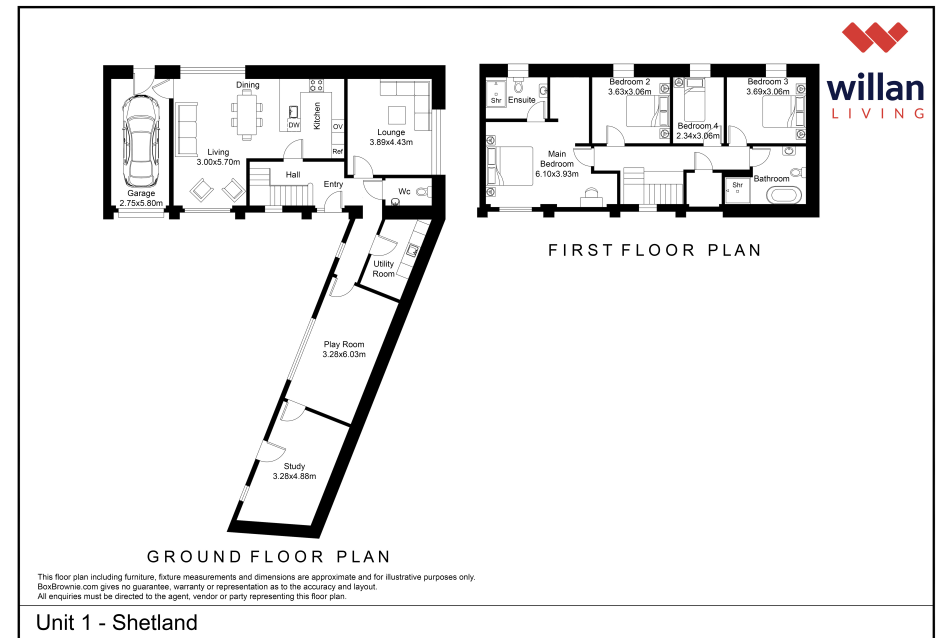 willan
LIVING
Dining
Kitchen
DW
OV
Ref
Living
3.00x5.70m
Lounge
3.89x4.43m
Hall
Entry
Wc
Garage
2.75x5.80m
Utility
Room
Play Room
3.28x6.03m
Study
3.28x4.88m
GROUND FLOOR PLAN
Shr
Ensuite
Bedroom 2
3.63x3.06m
Bedroom 3
3.69x3.06m
Bedroom 4
2.34x3.06m
Main
Bedroom
6.10x3.93m
Bathroom
Shr
FIRST FLOOR PLAN
This floor plan including furniture, fixture measurements and dimensions are approximate and for illustrative purposes only.
BoxBrownie.com gives no guarantee, warranty or representation as to the accuracy and layout.
All enquiries must be directed to the agent, vendor or party representing this floor plan.
Unit 1 - Shetland